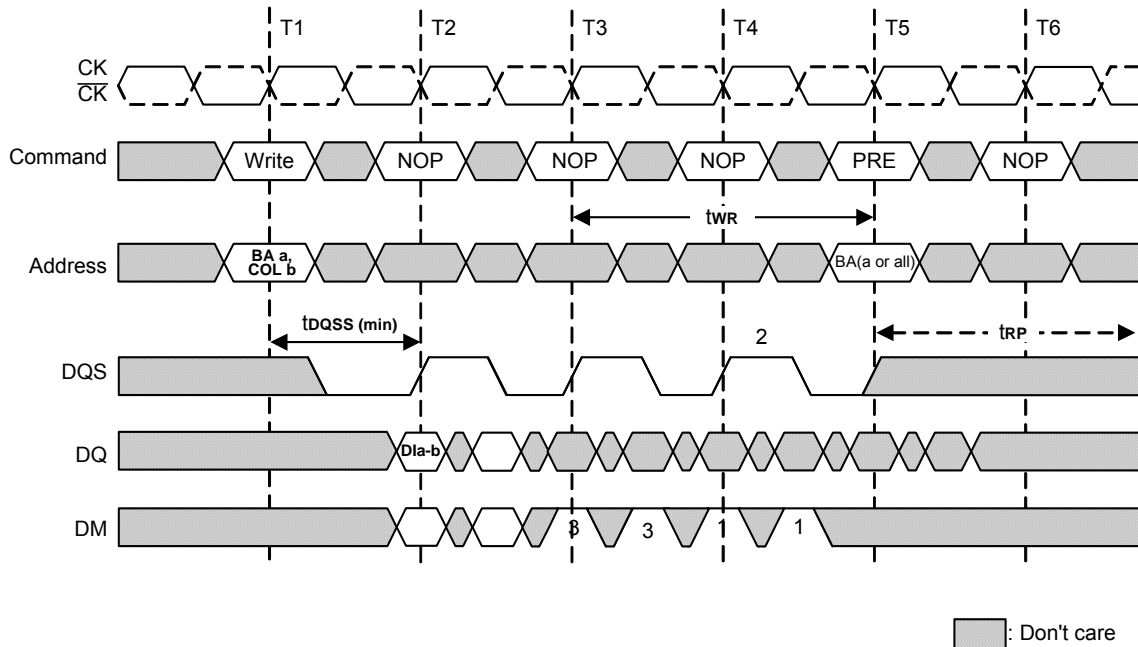 T1 T2 T3 T4 T5 T6
CK
CK
Command Write NOP NOP NOP PRE NOP
tWR
Address BA a, COL b BA(a or all)
tDQSS (min) 2 tRP
DQS
DQ DIa-b
DM 3 3 1 1
: Don't care